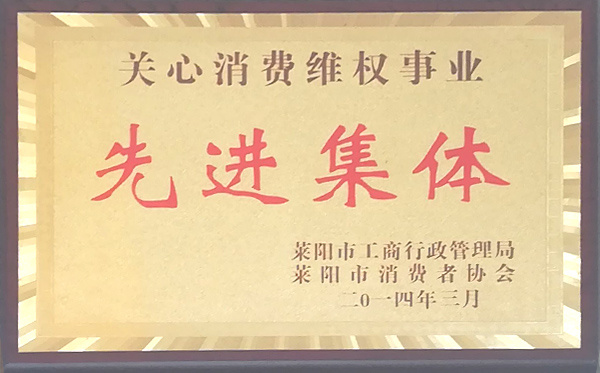 关心消费维权事业
先进集体
莱阳市工商行政管理局
莱阳市消费者协会
二0一四年三月